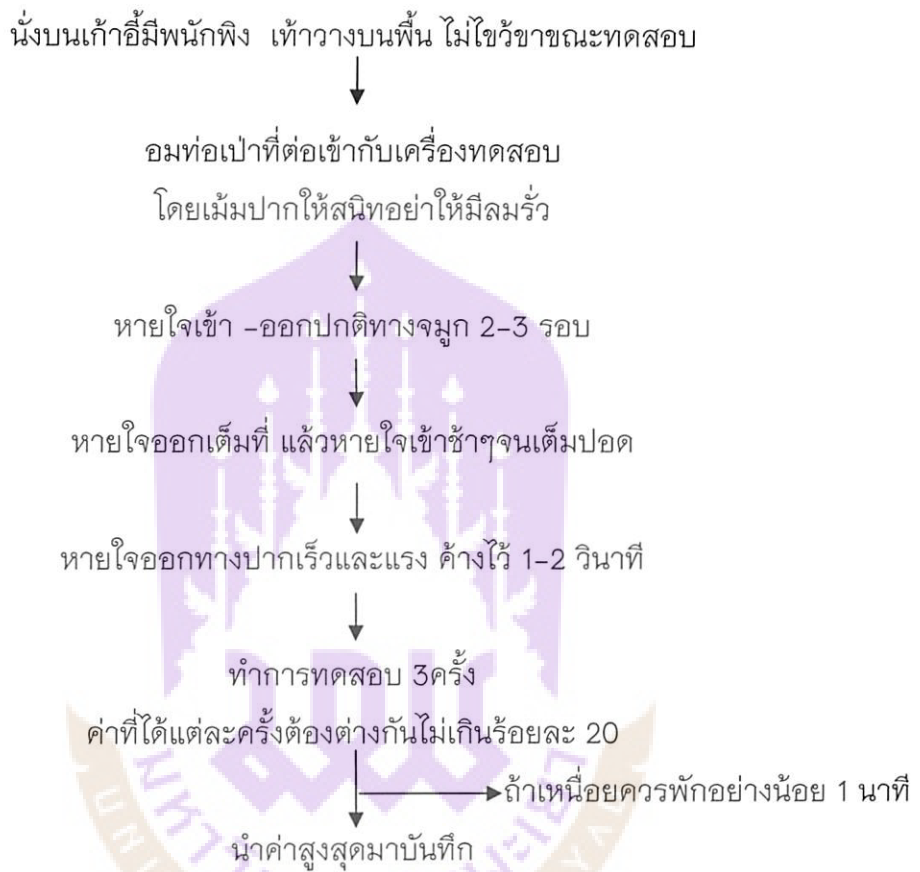 นั่งบนเก้าอี้มีพนักพิง เท้าวางบนพื้น ไม่ไขว้ขาขณะทดสอบ
อมท่อเป่าที่ต่อเข้ากับเครื่องทดสอบ
โดยเม้มปากให้สนิทอย่าให้มีลมรั่ว
หายใจเข้า -ออกปกติทางจมูก 2-3 รอบ
หายใจออกเต็มที่ แล้วหายใจเข้าช้าๆจนเต็มปอด
หายใจออกทางปากเร็วและแรง ค้างไว้ 1-2 วินาที
ทำการทดสอบ 3ครั้ง
ค่าที่ได้แต่ละครั้งต้องต่างกันไม่เกินร้อยละ 20
ถ้าเหนื่อยควรพักอย่างน้อย 1 นาที
นำค่าสูงสุดมาบันทึก